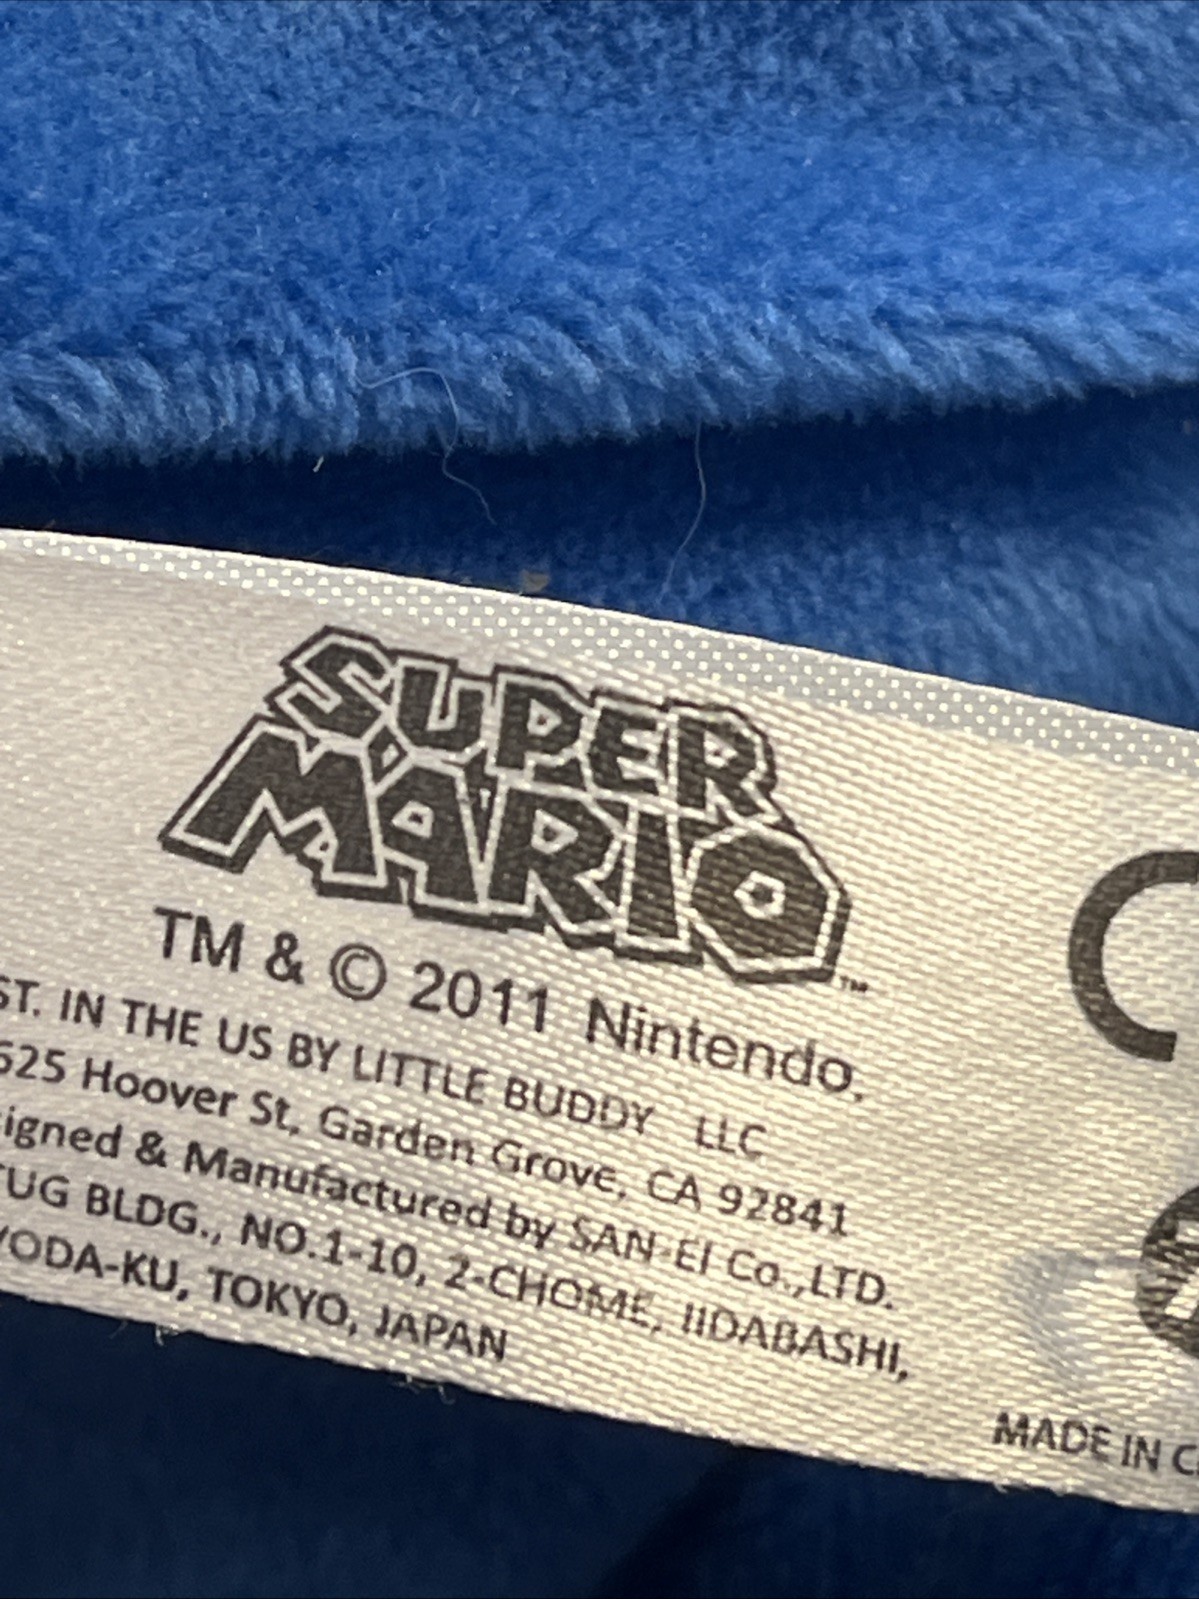 SUPER
MARIO™
TM & © 2011 Nintendo.
ST. IN THE US BY LITTLE BUDDY LLC
525 Hoover St, Garden Grove, CA 92841
igned & Manufactured by SAN-EI Co.,LTD.
TUG BLDG., NO.1-10, 2-CHOME, IIDABASHI,
YODA-KU, TOKYO, JAPAN
MADE IN C